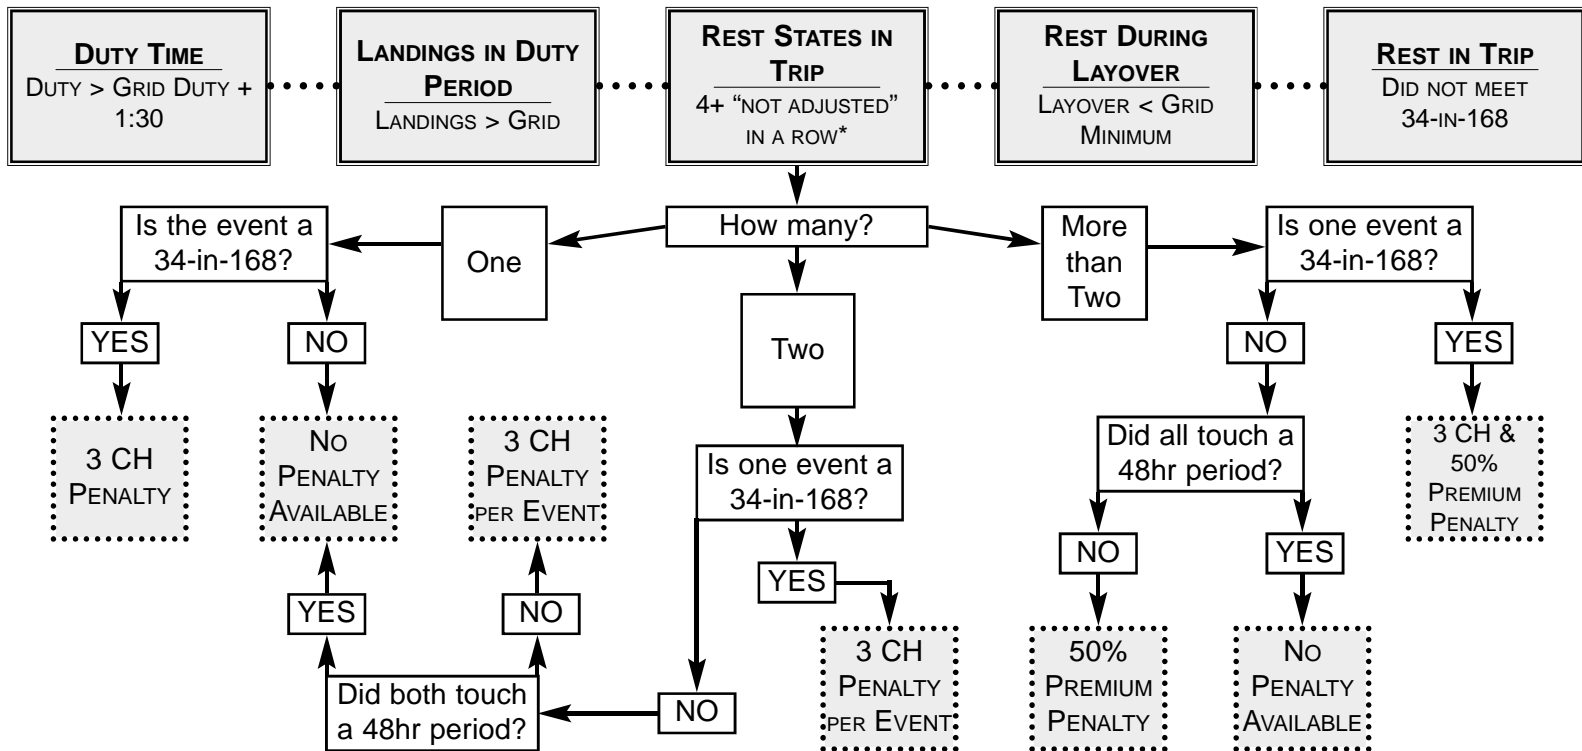 DUTY TIME
DUTY > GRID DUTY +
1:30
LANDINGS IN DUTY
PERIOD
LANDINGS > GRID
REST STATES IN
TRIP
4+ “NOT ADJUSTED”
IN A ROW*
REST DURING
LAYOVER
LAYOVER < GRID
MINIMUM
REST IN TRIP
DID NOT MEET
34-IN-168
How many?
One
Is the event a
34-in-168?
YES
NO
3 CH
PENALTY
NO
PENALTY
AVAILABLE
Two
Is one event a
34-in-168?
YES
3 CH
PENALTY
PER EVENT
NO
Did both touch
a 48hr period?
YES
NO
3 CH
PENALTY
PER EVENT
More
than
Two
Is one event a
34-in-168?
NO
YES
3 CH &
50%
PREMIUM
PENALTY
Did all touch a
48hr period?
NO
YES
50%
PREMIUM
PENALTY
NO
PENALTY
AVAILABLE